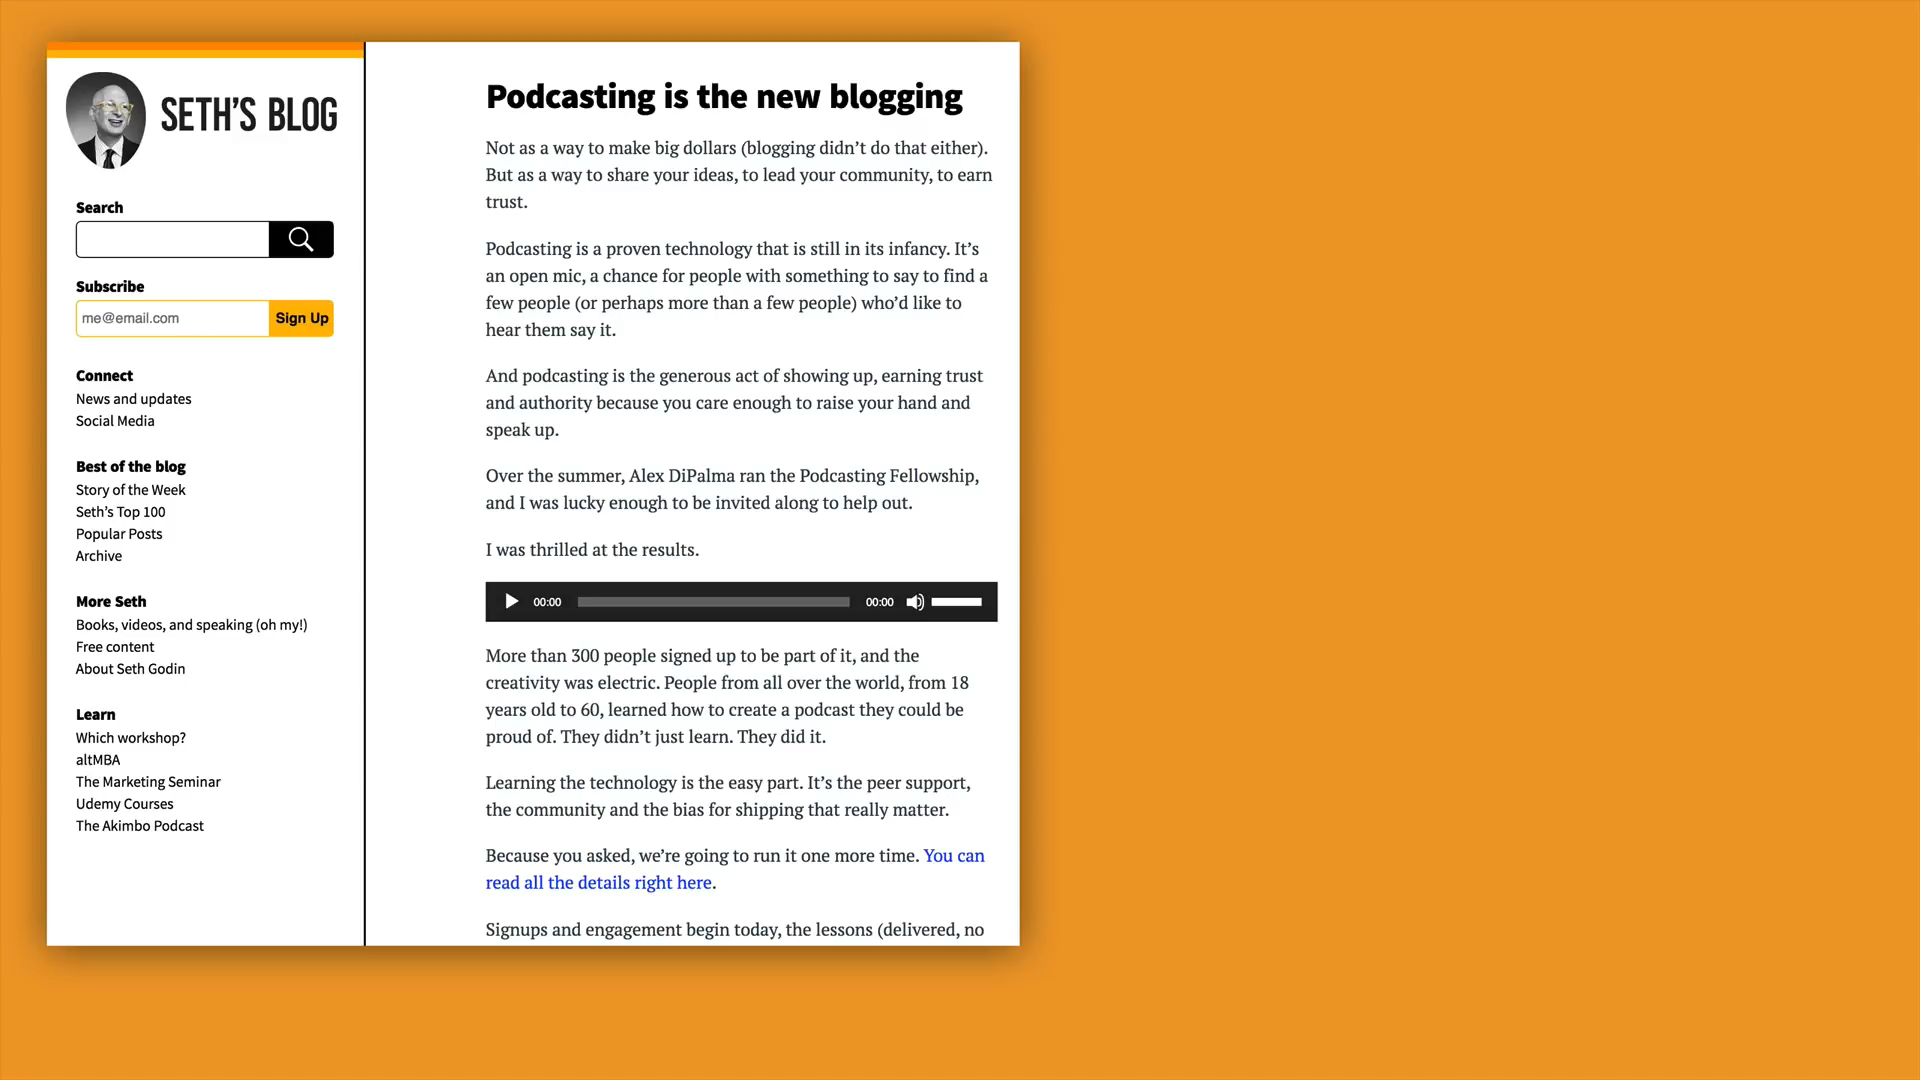 SETH'S BLOG
Search
Subscribe
me@email.com
Sign Up
Connect
News and updates
Social Media
Best of the blog
Story of the Week
Seth's Top 100
Popular Posts
Archive
More Seth
Books, videos, and speaking (oh my!)
Free content
About Seth Godin
Learn
Which workshop?
altMBA
The Marketing Seminar
Udemy Courses
The Akimbo Podcast
Podcasting is the new blogging
Not as a way to make big dollars (blogging didn't do that either).
But as a way to share your ideas, to lead your community, to earn
trust.
Podcasting is a proven technology that is still in its infancy. It's
an open mic, a chance for people with something to say to find a
few people (or perhaps more than a few people) who'd like to
hear them say it.
And podcasting is the generous act of showing up, earning trust
and authority because you care enough to raise your hand and
speak up.
Over the summer, Alex DiPalma ran the Podcasting Fellowship,
and I was lucky enough to be invited along to help out.
I was thrilled at the results.
00:00 00:00
More than 300 people signed up to be part of it, and the
creativity was electric. People from all over the world, from 18
years old to 60, learned how to create a podcast they could be
proud of. They didn't just learn. They did it.
Learning the technology is the easy part. It's the peer support,
the community and the bias for shipping that really matter.
Because you asked, we're going to run it one more time. You can
read all the details right here.
Signups and engagement begin today, the lessons (delivered, no